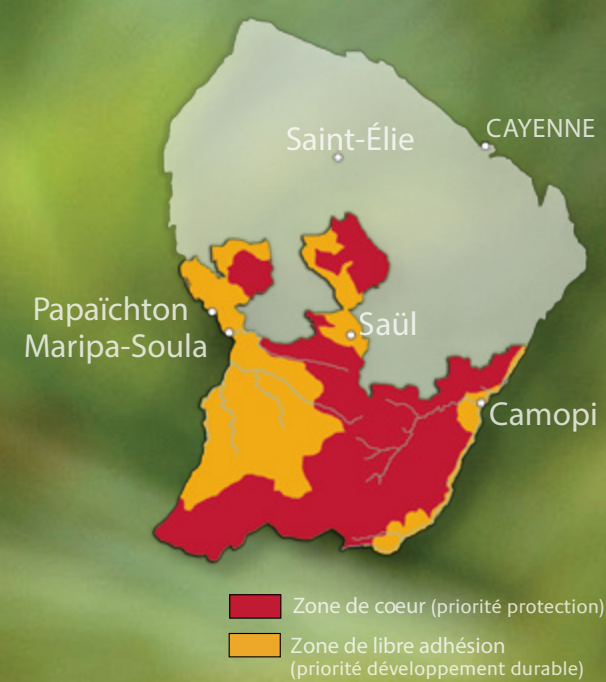 Saint-Élie
CAYENNE
Papaïchton
Maripa-Soula
Saül
Camopi
Zone de coeur (priorité protection)
Zone de libre adhésion
(priorité développement durable)